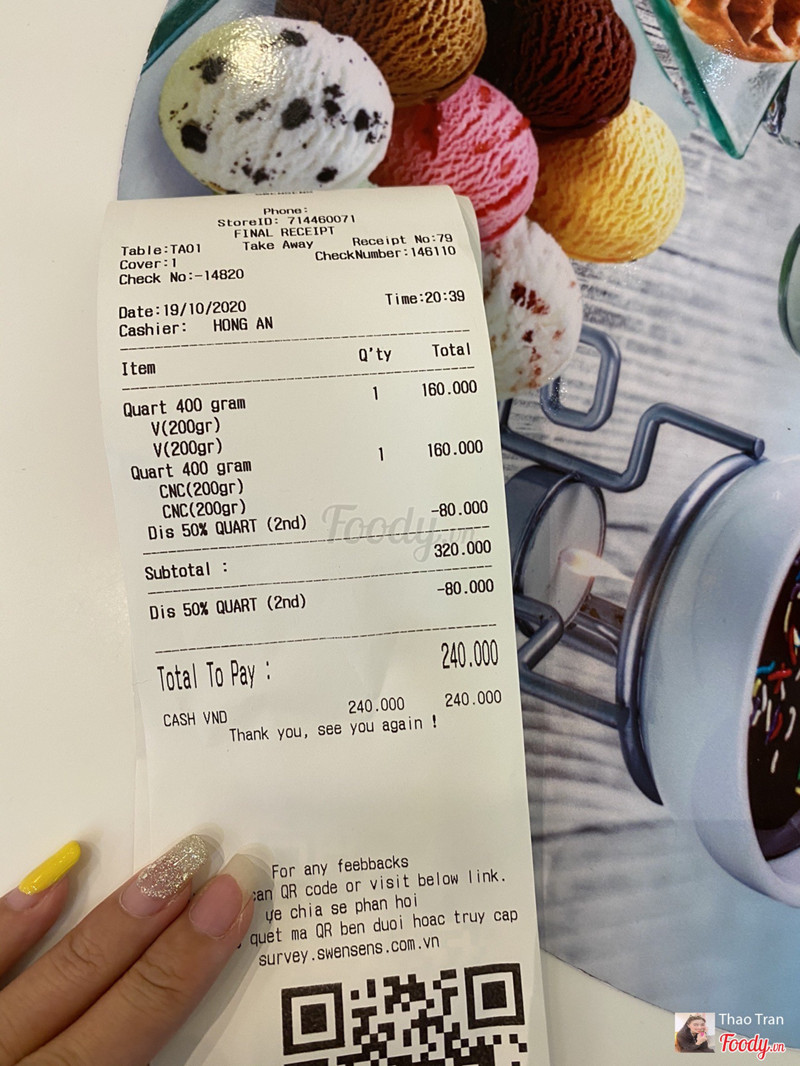 Phone:
StoreID: 714460071
FINAL RECEIPT
Table:TA01 Take Away Receipt No:79
Cover:1 CheckNumber:146110
Check No:-14820
Date:19/10/2020 Time:20:39
Cashier: HONG AN
Item Q'ty Total
Quart 400 gram 1 160.000
V(200gr)
V(200gr)
Quart 400 gram 1 160.000
CNC(200gr)
CNC(200gr)
Dis 50% QUART (2nd) -80.000
Subtotal : 320.000
Dis 50% QUART (2nd) -80.000
Total To Pay : 240.000
CASH VND 240.000 240.000
Thank you, see you again !
For any feebbacks
can QR code or visit below link.
chia se phan hoi
quet ma QR ben duoi hoac truy cap
survey.swensens.com.vn
Foody.vn
Thao Tran
Foody.vn